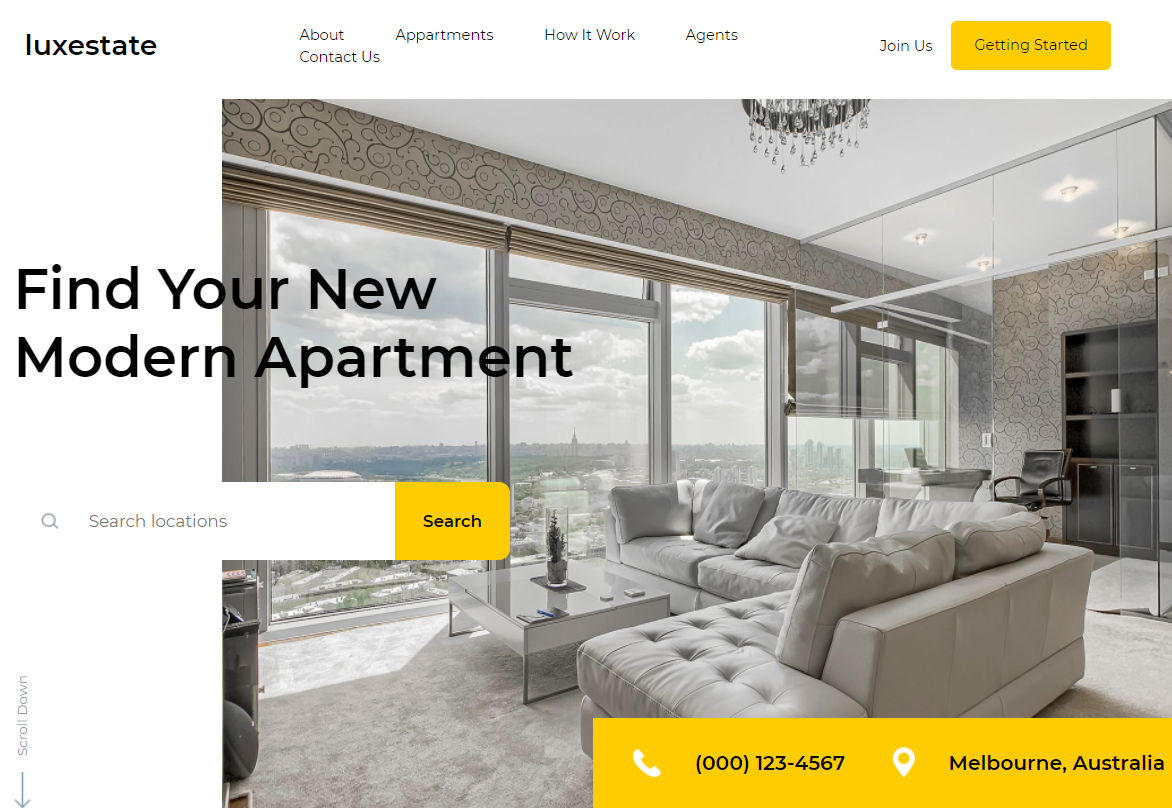 luxestate
About Appartments How It Work Agents
Contact Us
Join Us
Getting Started
Find Your New
Modern Apartment
Search locations
Search
Scroll Down
(000) 123-4567
Melbourne, Australia